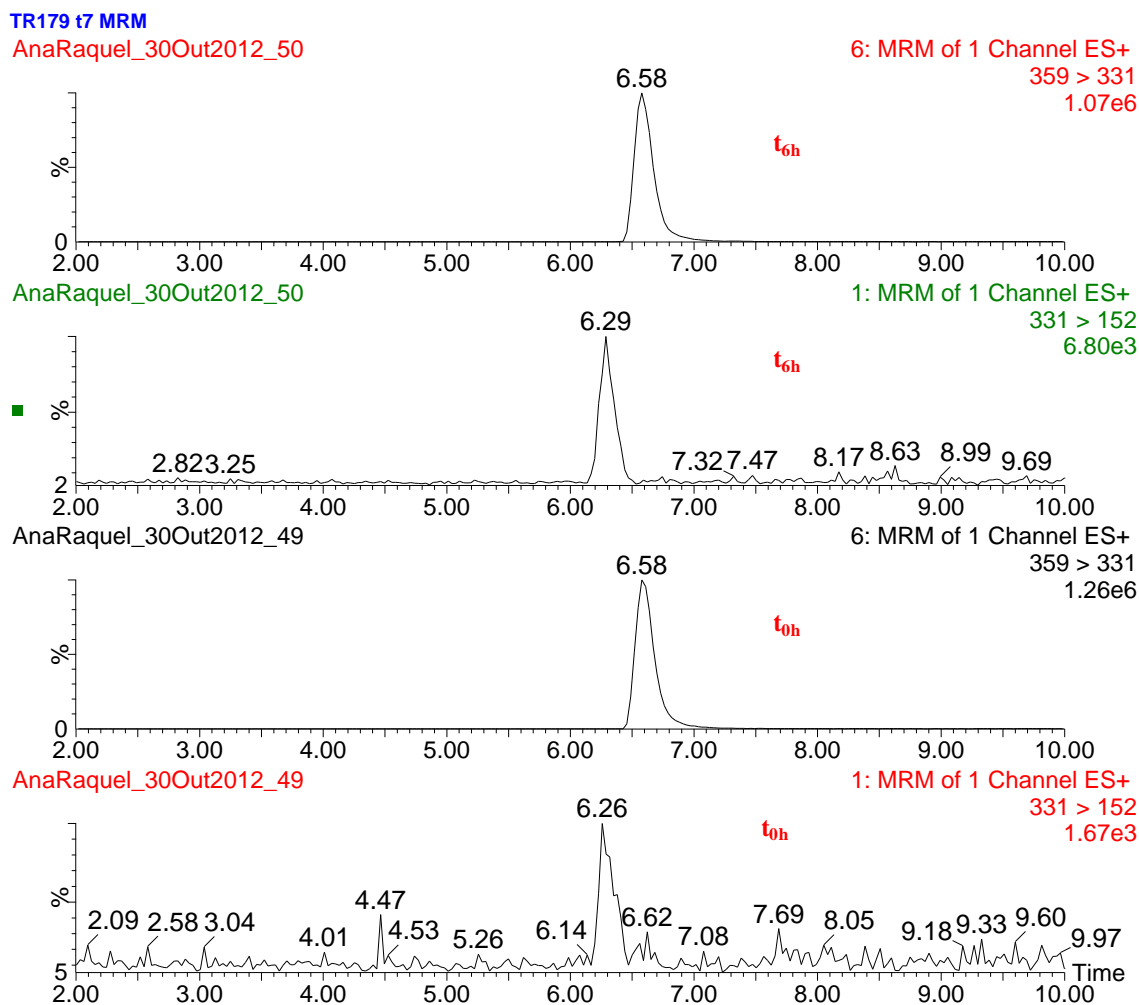 TR179 t7 MRM
AnaRaquel_30Out2012_50 6: MRM of 1 Channel ES+
359 > 331
1.07e6
6.58
t6h
%
0
2.00 3.00 4.00 5.00 6.00 7.00 8.00 9.00 10.00
AnaRaquel_30Out2012_50 1: MRM of 1 Channel ES+
331 > 152
6.80e3
6.29
t6h
%
2.82 3.25 7.32 7.47 8.17 8.63 8.99 9.69
2
2.00 3.00 4.00 5.00 6.00 7.00 8.00 9.00 10.00
AnaRaquel_30Out2012_49 6: MRM of 1 Channel ES+
359 > 331
1.26e6
6.58
t0h
%
0
2.00 3.00 4.00 5.00 6.00 7.00 8.00 9.00 10.00
AnaRaquel_30Out2012_49 1: MRM of 1 Channel ES+
331 > 152
1.67e3
6.26
t0h
%
2.09 2.58 3.04 4.01 4.47 4.53 5.26 6.14 6.62 7.08 7.69 8.05 9.18 9.33 9.60 9.97
5 Time
2.00 3.00 4.00 5.00 6.00 7.00 8.00 9.00 10.00